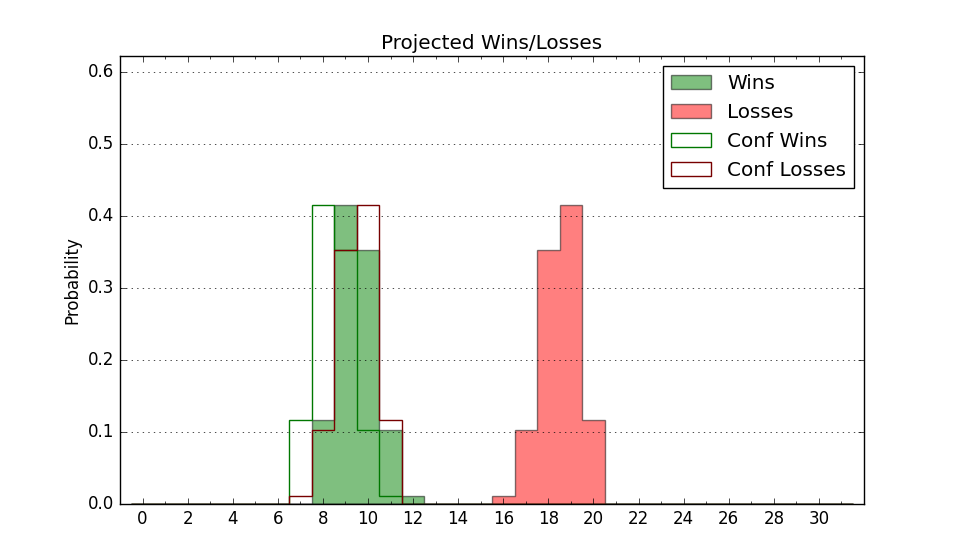 Projected Wins/Losses
0.6
0.5
0.4
0.3
0.2
0.1
0.0
Probability
Wins
Losses
Conf Wins
Conf Losses
0 2 4 6 8 10 12 14 16 18 20 22 24 26 28 30